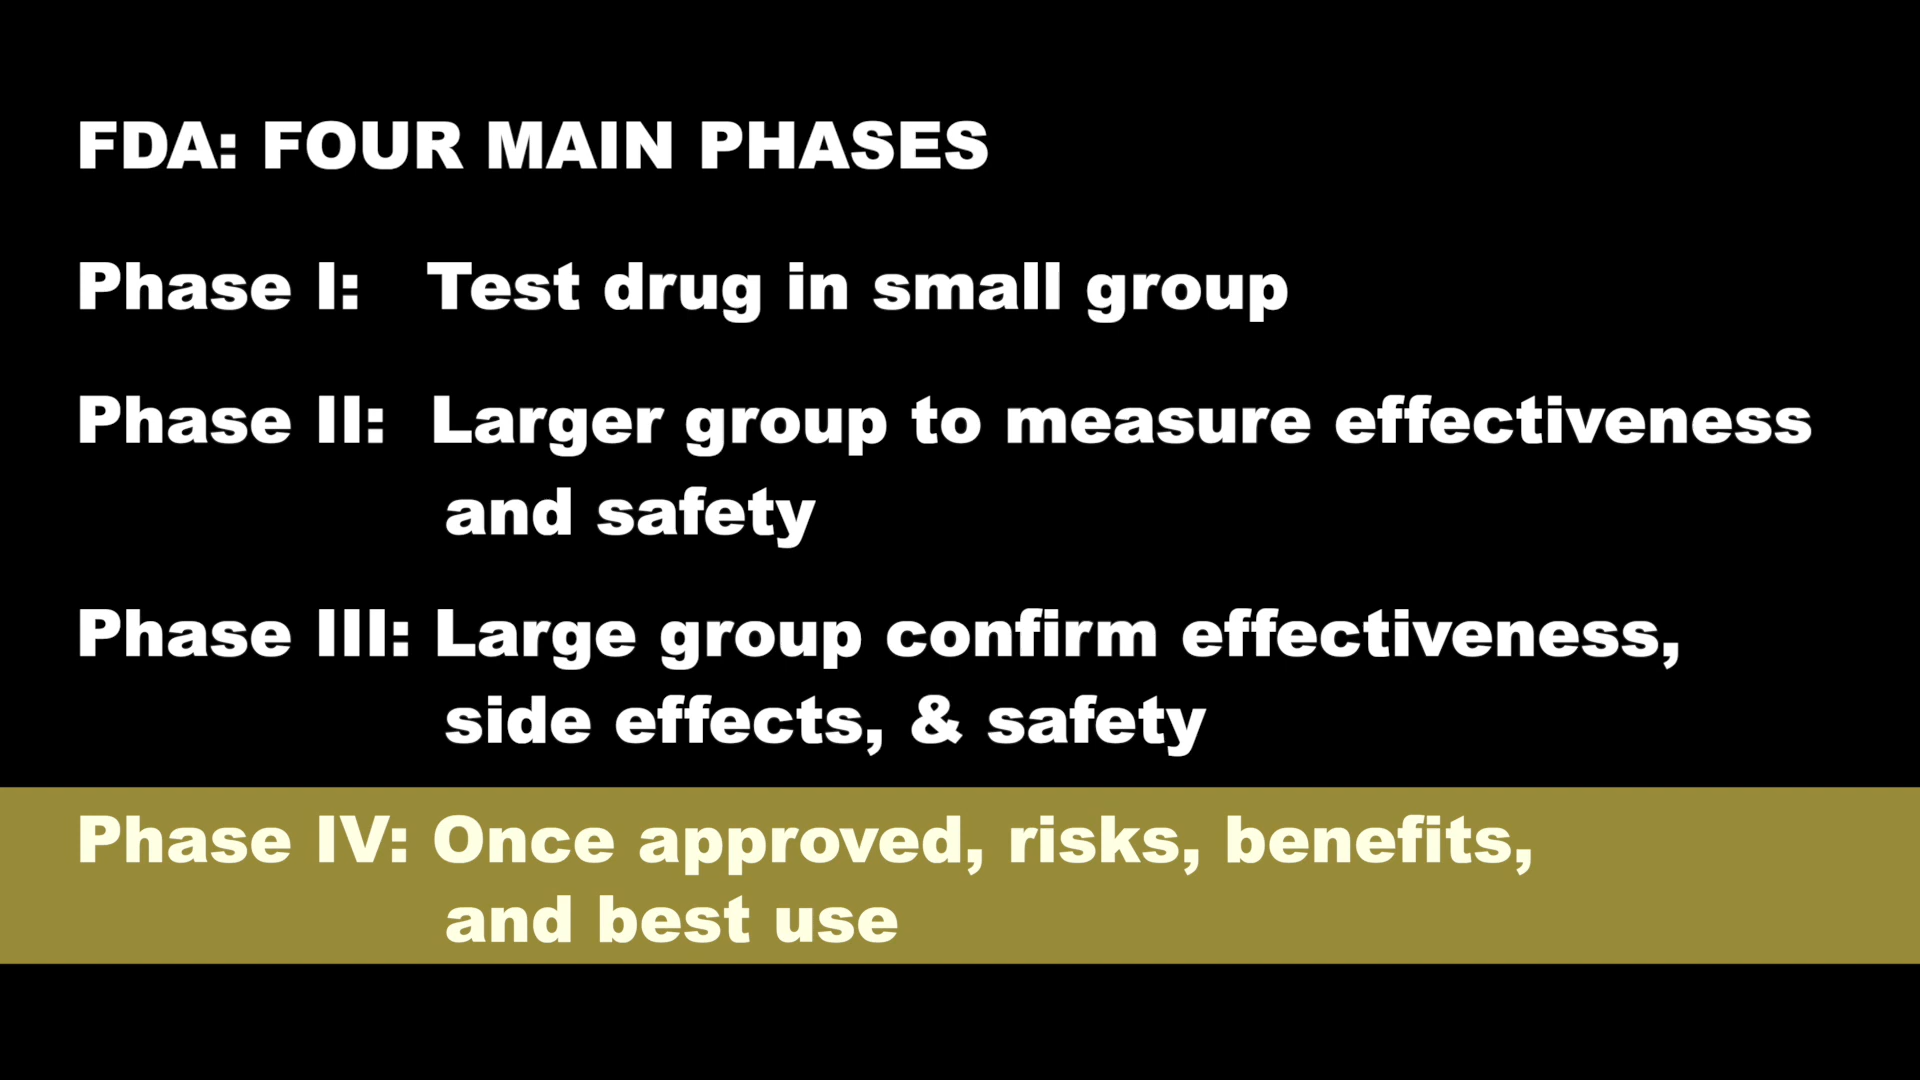 FDA: FOUR MAIN PHASES
Phase I: Test drug in small group
Phase II: Larger group to measure effectiveness
and safety
Phase III: Large group confirm effectiveness,
side effects, & safety
Phase IV: Once approved, risks, benefits,
and best use